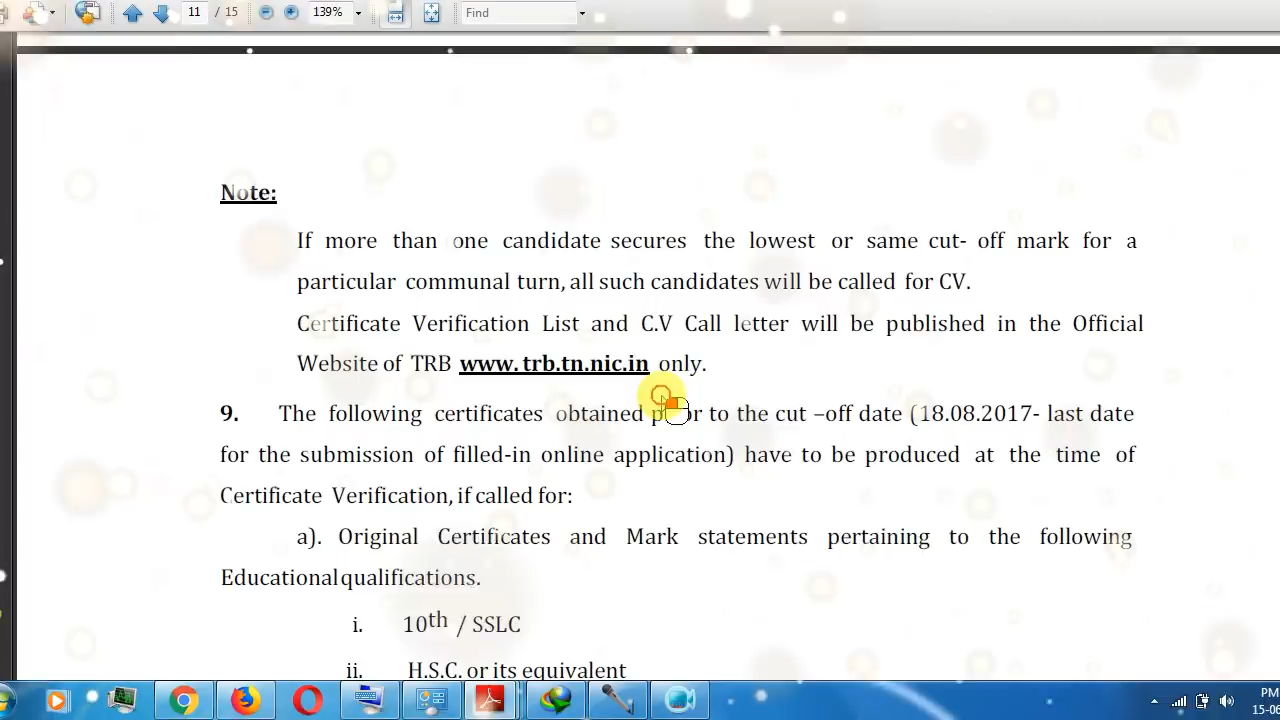 11 / 15 139% Find
Note:
If more than one candidate secures the lowest or same cut- off mark for a
particular communal turn, all such candidates will be called for CV.
Certificate Verification List and C.V Call letter will be published in the Official
Website of TRB www.trb.tn.nic.in only.
9. The following certificates obtained prior to the cut –off date (18.08.2017- last date
for the submission of filled-in online application) have to be produced at the time of
Certificate Verification, if called for:
a). Original Certificates and Mark statements pertaining to the following
Educational qualifications.
i. 10th / SSLC
ii. H.S.C. or its equivalent
PM
15-06